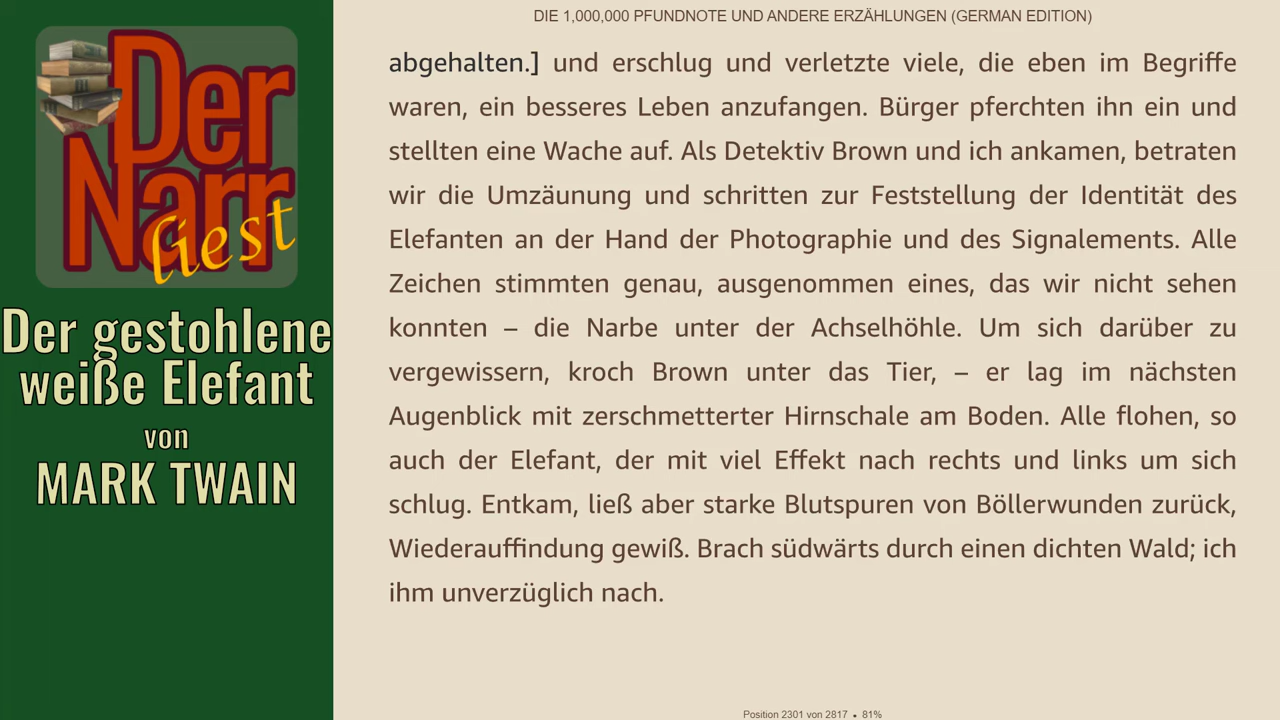 Der
Narr
liest
Der gestohlene
weiße Elefant
von
MARK TWAIN
DIE 1,000,000 PFUNDNOTE UND ANDERE ERZÄHLUNGEN (GERMAN EDITION)
abgehalten.] und erschlug und verletzte viele, die eben im Begriffe
waren, ein besseres Leben anzufangen. Bürger pferchten ihn ein und
stellten eine Wache auf. Als Detektiv Brown und ich ankamen, betraten
wir die Umzäunung und schritten zur Feststellung der Identität des
Elefanten an der Hand der Photographie und des Signalements. Alle
Zeichen stimmten genau, ausgenommen eines, das wir nicht sehen
konnten – die Narbe unter der Achselhöhle. Um sich darüber zu
vergewissern, kroch Brown unter das Tier, – er lag im nächsten
Augenblick mit zerschmetterter Hirnschale am Boden. Alle flohen, so
auch der Elefant, der mit viel Effekt nach rechts und links um sich
schlug. Entkam, ließ aber starke Blutspuren von Böllerwunden zurück,
Wiederauffindung gewiß. Brach südwärts durch einen dichten Wald; ich
ihm unverzüglich nach.
Position 2301 von 2817 • 81%